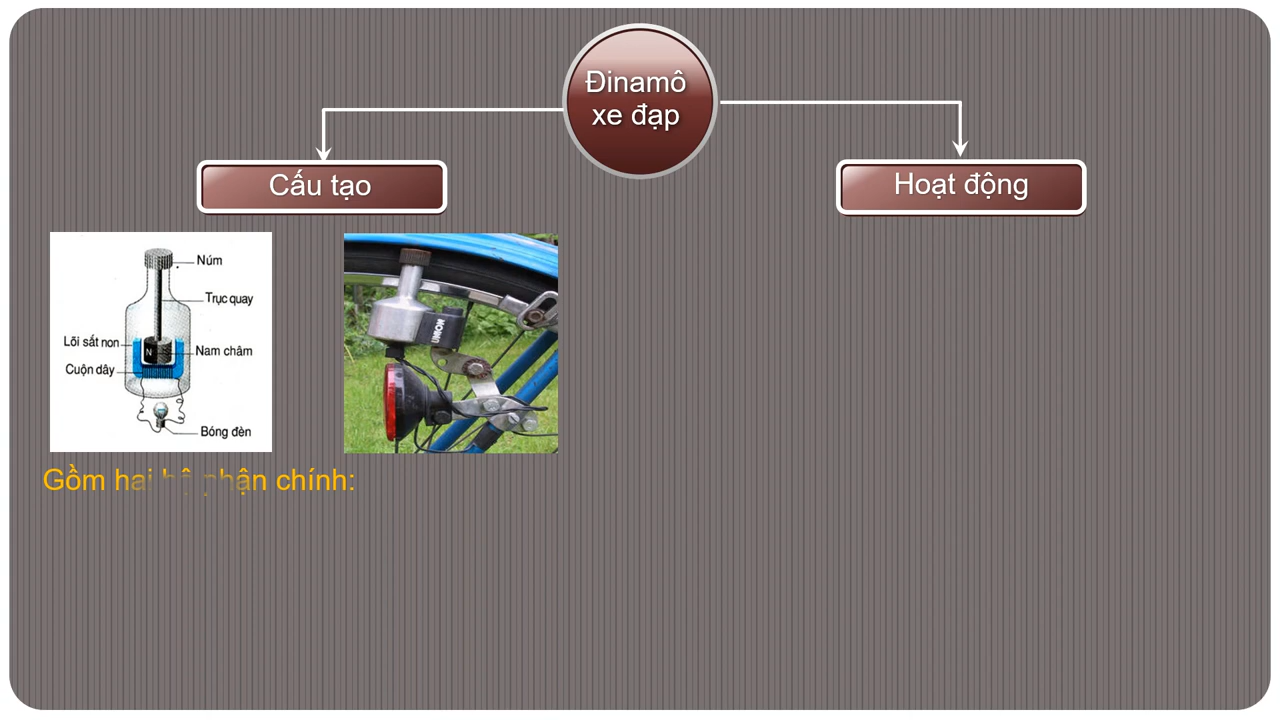 Đinamô
xe đạp
Cấu tạo
Hoạt động
Núm
Trục quay
Lõi sắt non
N
Nam châm
Cuộn dây
Bóng đèn
UNION
Gồm hai phận chính: